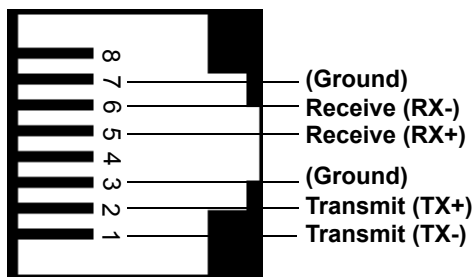 8
7 (Ground)
6 Receive (RX-)
5 Receive (RX+)
4
3 (Ground)
2 Transmit (TX+)
1 Transmit (TX-)